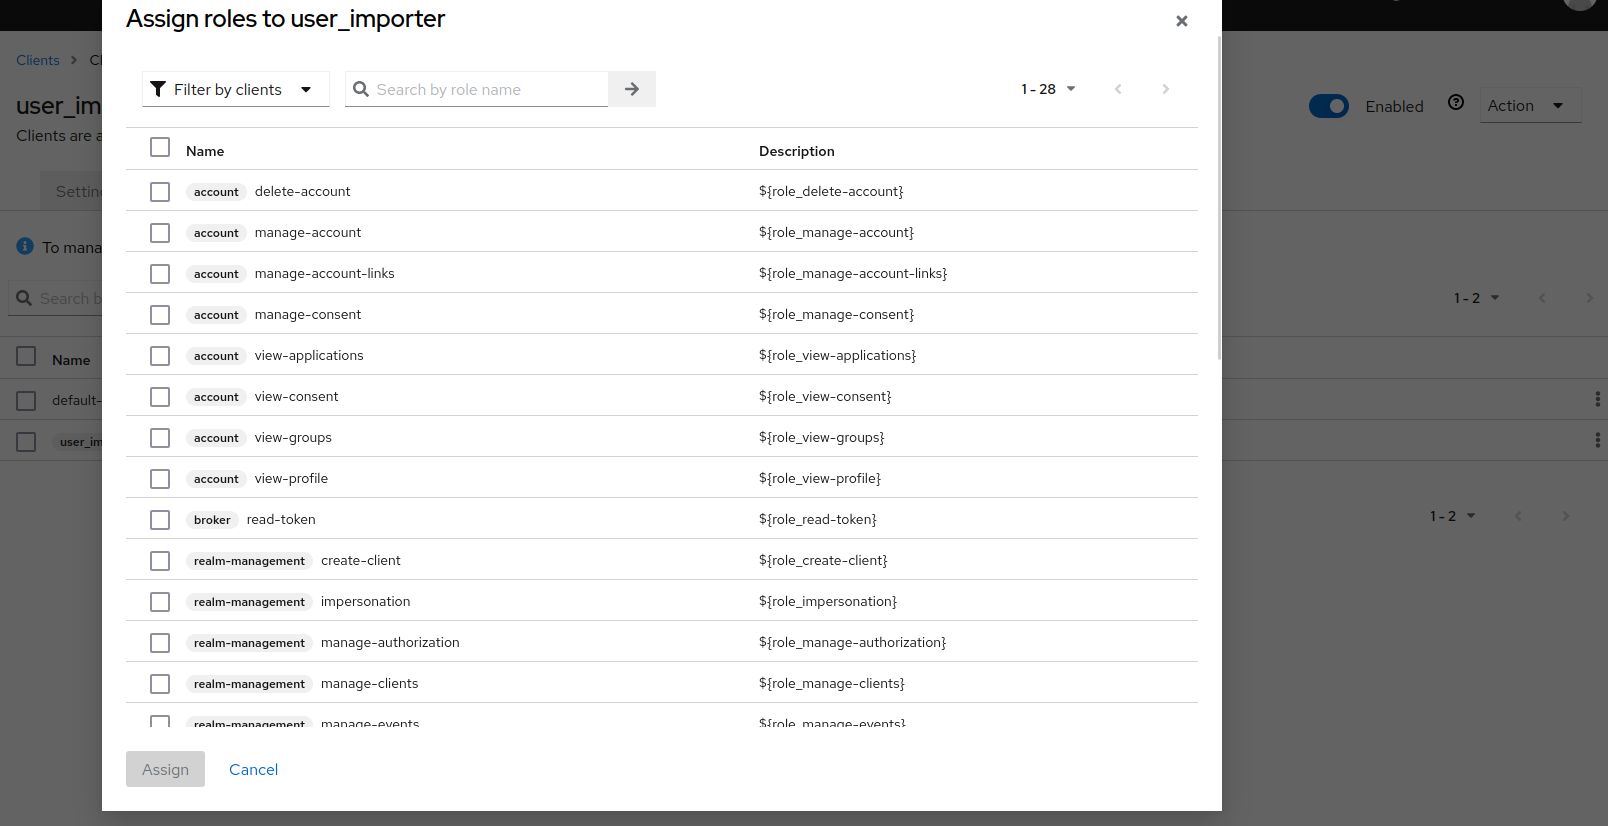 Assign roles to user_importer
Clients
user_im
Clients are a
Enabled
Action
Filter by clients
Search by role name
1 - 28
Name Description
account delete-account ${role_delete-account}
account manage-account ${role_manage-account}
account manage-account-links ${role_manage-account-links}
account manage-consent ${role_manage-consent}
account view-applications ${role_view-applications}
account view-consent ${role_view-consent}
account view-groups ${role_view-groups}
account view-profile ${role_view-profile}
broker read-token ${role_read-token}
realm-management create-client ${role_create-client}
realm-management impersonation ${role_impersonation}
realm-management manage-authorization ${role_manage-authorization}
realm-management manage-clients ${role_manage-clients}
realm-management manage-events ${role_manage-events}
Assign Cancel
Settin
To mana
Search b
1 - 2
Name
default-
user_im
1 - 2